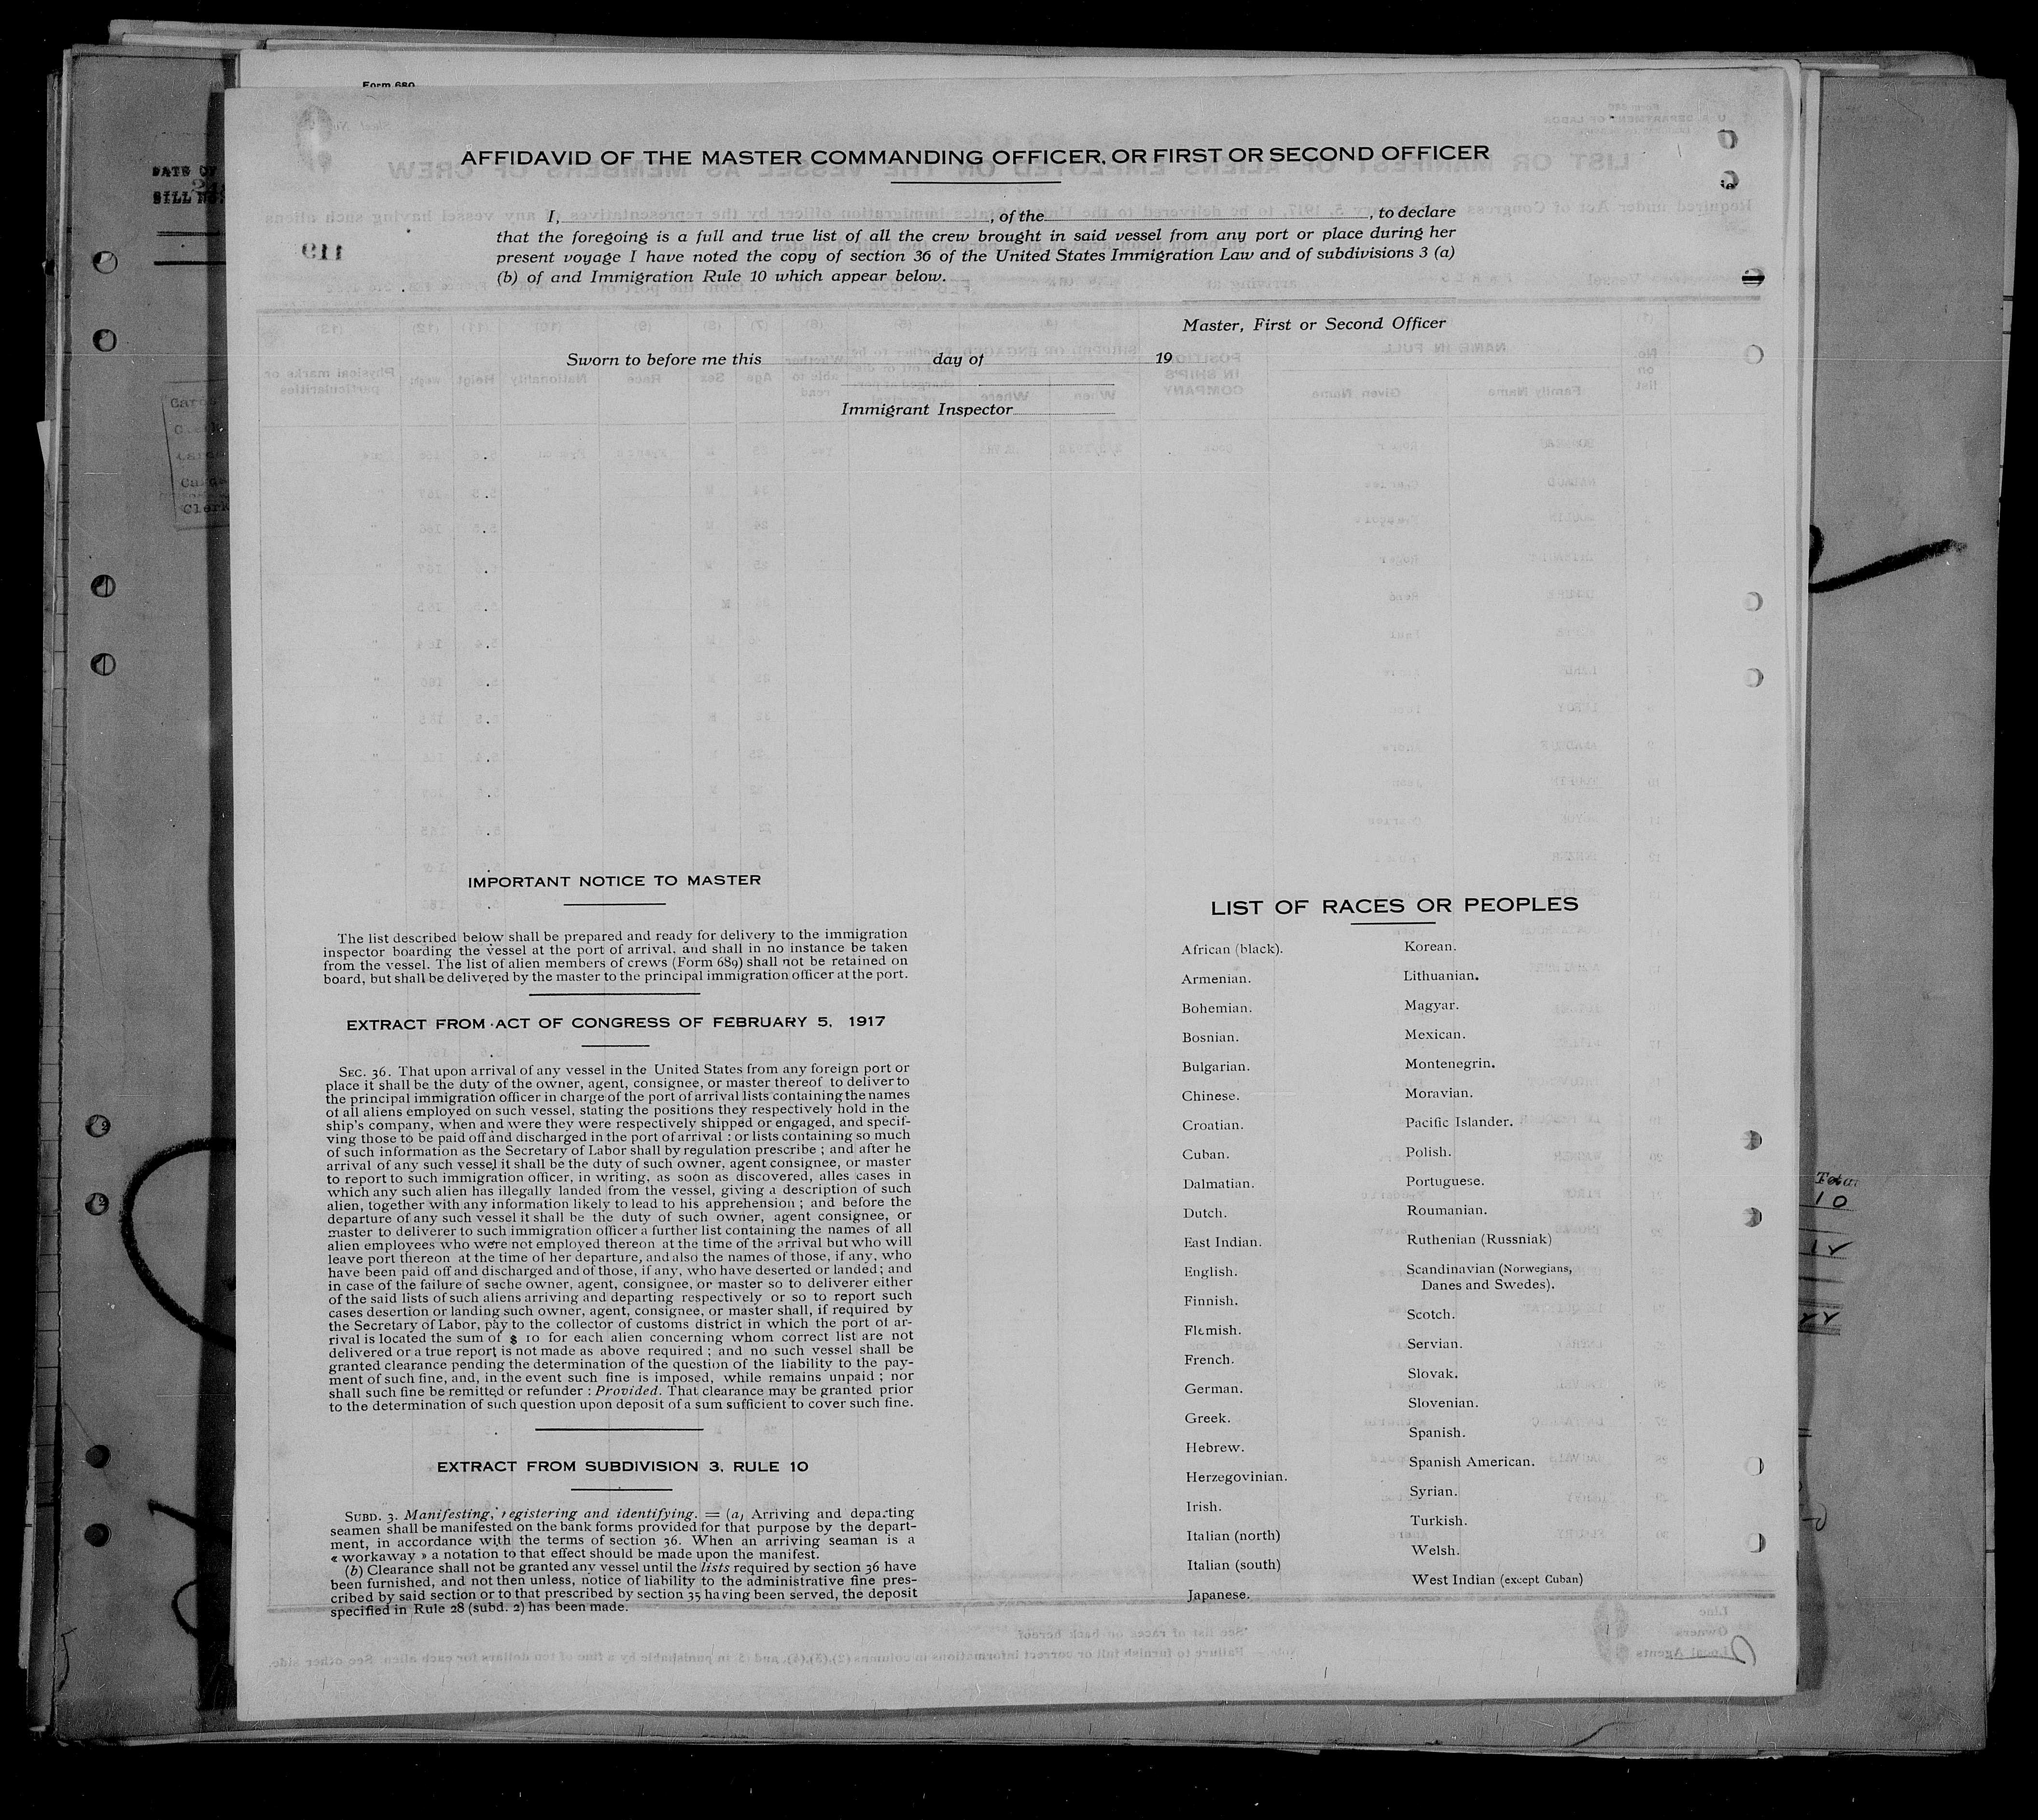 Form 689
AFFIDAVID OF THE MASTER COMMANDING OFFICER, OR FIRST OR SECOND OFFICER
I, , of the , to declare
that the foregoing is a full and true list of all the crew brought in said vessel from any port or place during her
present voyage I have noted the copy of section 36 of the United States Immigration Law and of subdivisions 3 (a)
(b) of and Immigration Rule 10 which appear below.
Master, First or Second Officer
Sworn to before me this day of 19
Immigrant Inspector
IMPORTANT NOTICE TO MASTER
The list described below shall be prepared and ready for delivery to the immigration
inspector boarding the vessel at the port of arrival, and shall in no instance be taken
from the vessel. The list of alien members of crews (Form 689) shall not be retained on
board, but shall be delivered by the master to the principal immigration officer at the port.
EXTRACT FROM ACT OF CONGRESS OF FEBRUARY 5, 1917
SEC. 36. That upon arrival of any vessel in the United States from any foreign port or
place it shall be the duty of the owner, agent, consignee, or master thereof to deliver to
the principal immigration officer in charge of the port of arrival lists containing the names
of all aliens employed on such vessel, stating the positions they respectively hold in the
ship's company, when and were they were respectively shipped or engaged, and specif-
ving those to be paid off and discharged in the port of arrival : or lists containing so much
of such information as the Secretary of Labor shall by regulation prescribe ; and after he
arrival of any such vessel it shall be the duty of such owner, agent consignee, or master
to report to such immigration officer, in writing, as soon as discovered, alles cases in
which any such alien has illegally landed from the vessel, giving a description of such
alien, together with any information likely to lead to his apprehension ; and before the
departure of any such vessel it shall be the duty of such owner, agent consignee, or
master to deliverer to such immigration officer a further list containing the names of all
alien employees who were not employed thereon at the time of the arrival but who will
leave port thereon at the time of her departure, and also the names of those, if any, who
have been paid off and discharged and of those, if any, who have deserted or landed ; and
in case of the failure of suche owner, agent, consignee, or master so to deliverer either
of the said lists of such aliens arriving and departing respectively or so to report such
cases desertion or landing such owner, agent, consignee, or master shall, if required by
the Secretary of Labor, pay to the collector of customs district in which the port of ar-
rival is located the sum of $ 10 for each alien concerning whom correct list are not
delivered or a true report is not made as above required ; and no such vessel shall be
granted clearance pending the determination of the question of the liability to the pay-
ment of such fine, and, in the event such fine is imposed, while remains unpaid ; nor
shall such fine be remitted or refunder : Provided. That clearance may be granted prior
to the determination of such question upon deposit of a sum sufficient to cover such fine.
EXTRACT FROM SUBDIVISION 3, RULE 10
SUBD. 3. Manifesting, registering and identifying. = (a) Arriving and departing
seamen shall be manifested on the bank forms provided for that purpose by the depart-
ment, in accordance with the terms of section 36. When an arriving seaman is a
« workaway » a notation to that effect should be made upon the manifest.
(b) Clearance shall not be granted any vessel until the lists required by section 36 have
been furnished, and not then unless, notice of liability to the administrative fine pres-
cribed by said section or to that prescribed by section 35 having been served, the deposit
specified in Rule 28 (subd. 2) has been made.
LIST OF RACES OR PEOPLES
African (black).
Armenian.
Bohemian.
Bosnian.
Bulgarian.
Chinese.
Croatian.
Cuban.
Dalmatian.
Dutch.
East Indian.
English.
Finnish.
Flemish.
French.
German.
Greek.
Hebrew.
Herzegovinian.
Irish.
Italian (north)
Italian (south)
Japanese.
Korean.
Lithuanian.
Magyar.
Mexican.
Montenegrin.
Moravian.
Pacific Islander.
Polish.
Portuguese.
Roumanian.
Ruthenian (Russniak)
Scandinavian (Norwegians,
Danes and Swedes).
Scotch.
Servian.
Slovak.
Slovenian.
Spanish.
Spanish American.
Syrian.
Turkish.
Welsh.
West Indian (except Cuban)
DATE OF
BILL NO.
Total
10